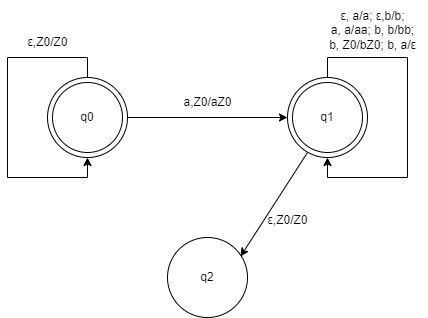 ε, a/a; ε,b/b;
a, a/aa; b, b/bb;
b, Z0/bZ0; b, a/ε
ε,Z0/Z0
q0
a,Z0/aZ0
q1
ε,Z0/Z0
q2